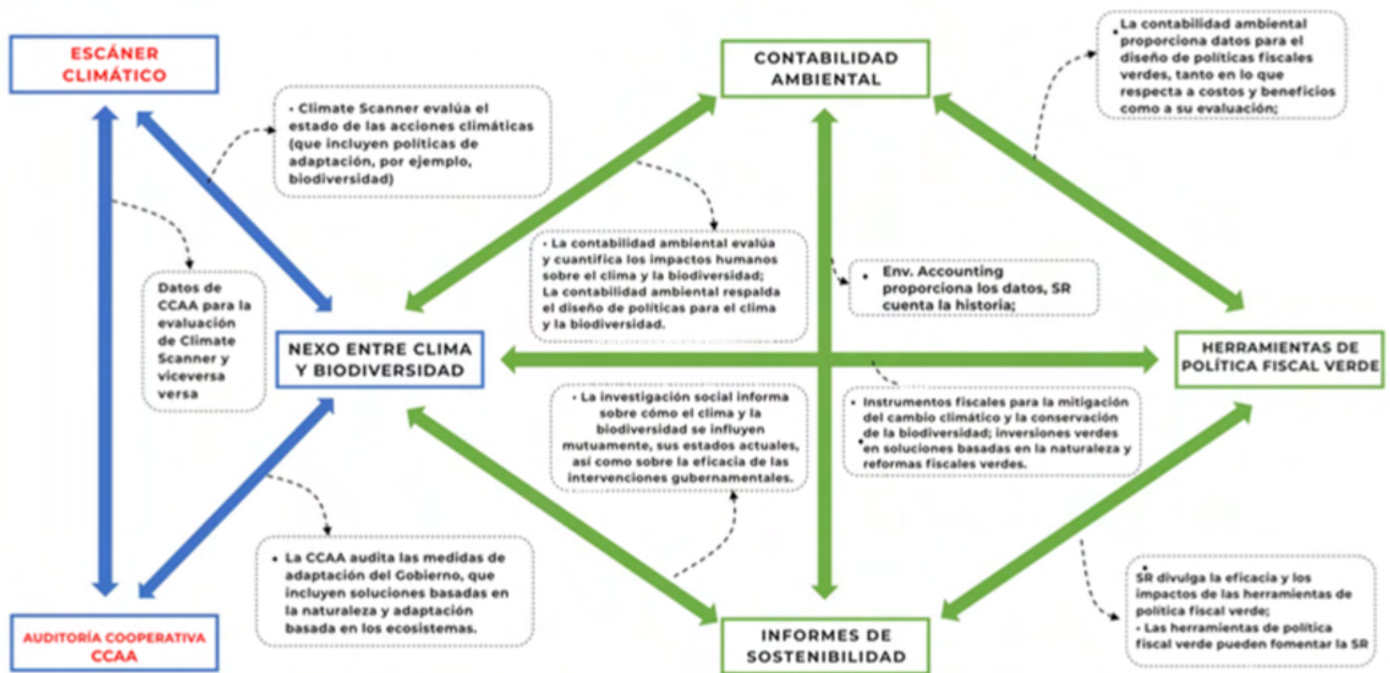 ESCÁNER
CLIMÁTICO
• Climate Scanner evalúa el
estado de las acciones climáticas
(que incluyen políticas de
adaptación, por ejemplo,
biodiversidad)
Datos de
CCAA para la
evaluación
de Climate
Scanner y
viceversa
versa
NEXO ENTRE CLIMA
Y BIODIVERSIDAD
• La CCAA audita las medidas de
adaptación del Gobierno, que
incluyen soluciones basadas en
la naturaleza y adaptación
basada en los ecosistemas.
AUDITORÍA COOPERATIVA
CCAA
CONTABILIDAD
AMBIENTAL
• La contabilidad ambiental evalúa
y cuantifica los impactos humanos
sobre el clima y la biodiversidad;
La contabilidad ambiental respalda
el diseño de políticas para el clima
y la biodiversidad.
• Env. Accounting
proporciona los datos, SR
cuenta la historia;
• La contabilidad ambiental
proporciona datos para el
diseño de políticas fiscales
verdes, tanto en lo que
respecta a costos y beneficios
como a su evaluación;
HERRAMIENTAS DE
POLÍTICA FISCAL VERDE
• La investigación social informa
sobre cómo el clima y la
biodiversidad se influyen
mutuamente, sus estados actuales,
así como sobre la eficacia de las
intervenciones gubernamentales.
• Instrumentos fiscales para la mitigación
del cambio climático y la conservación
de la biodiversidad; inversiones verdes
• en soluciones basadas en la naturaleza y
reformas fiscales verdes.
INFORMES DE
SOSTENIBILIDAD
•
SR divulga la eficacia y los
impactos de las herramientas de
política fiscal verde;
• Las herramientas de política
fiscal verde pueden fomentar la SR